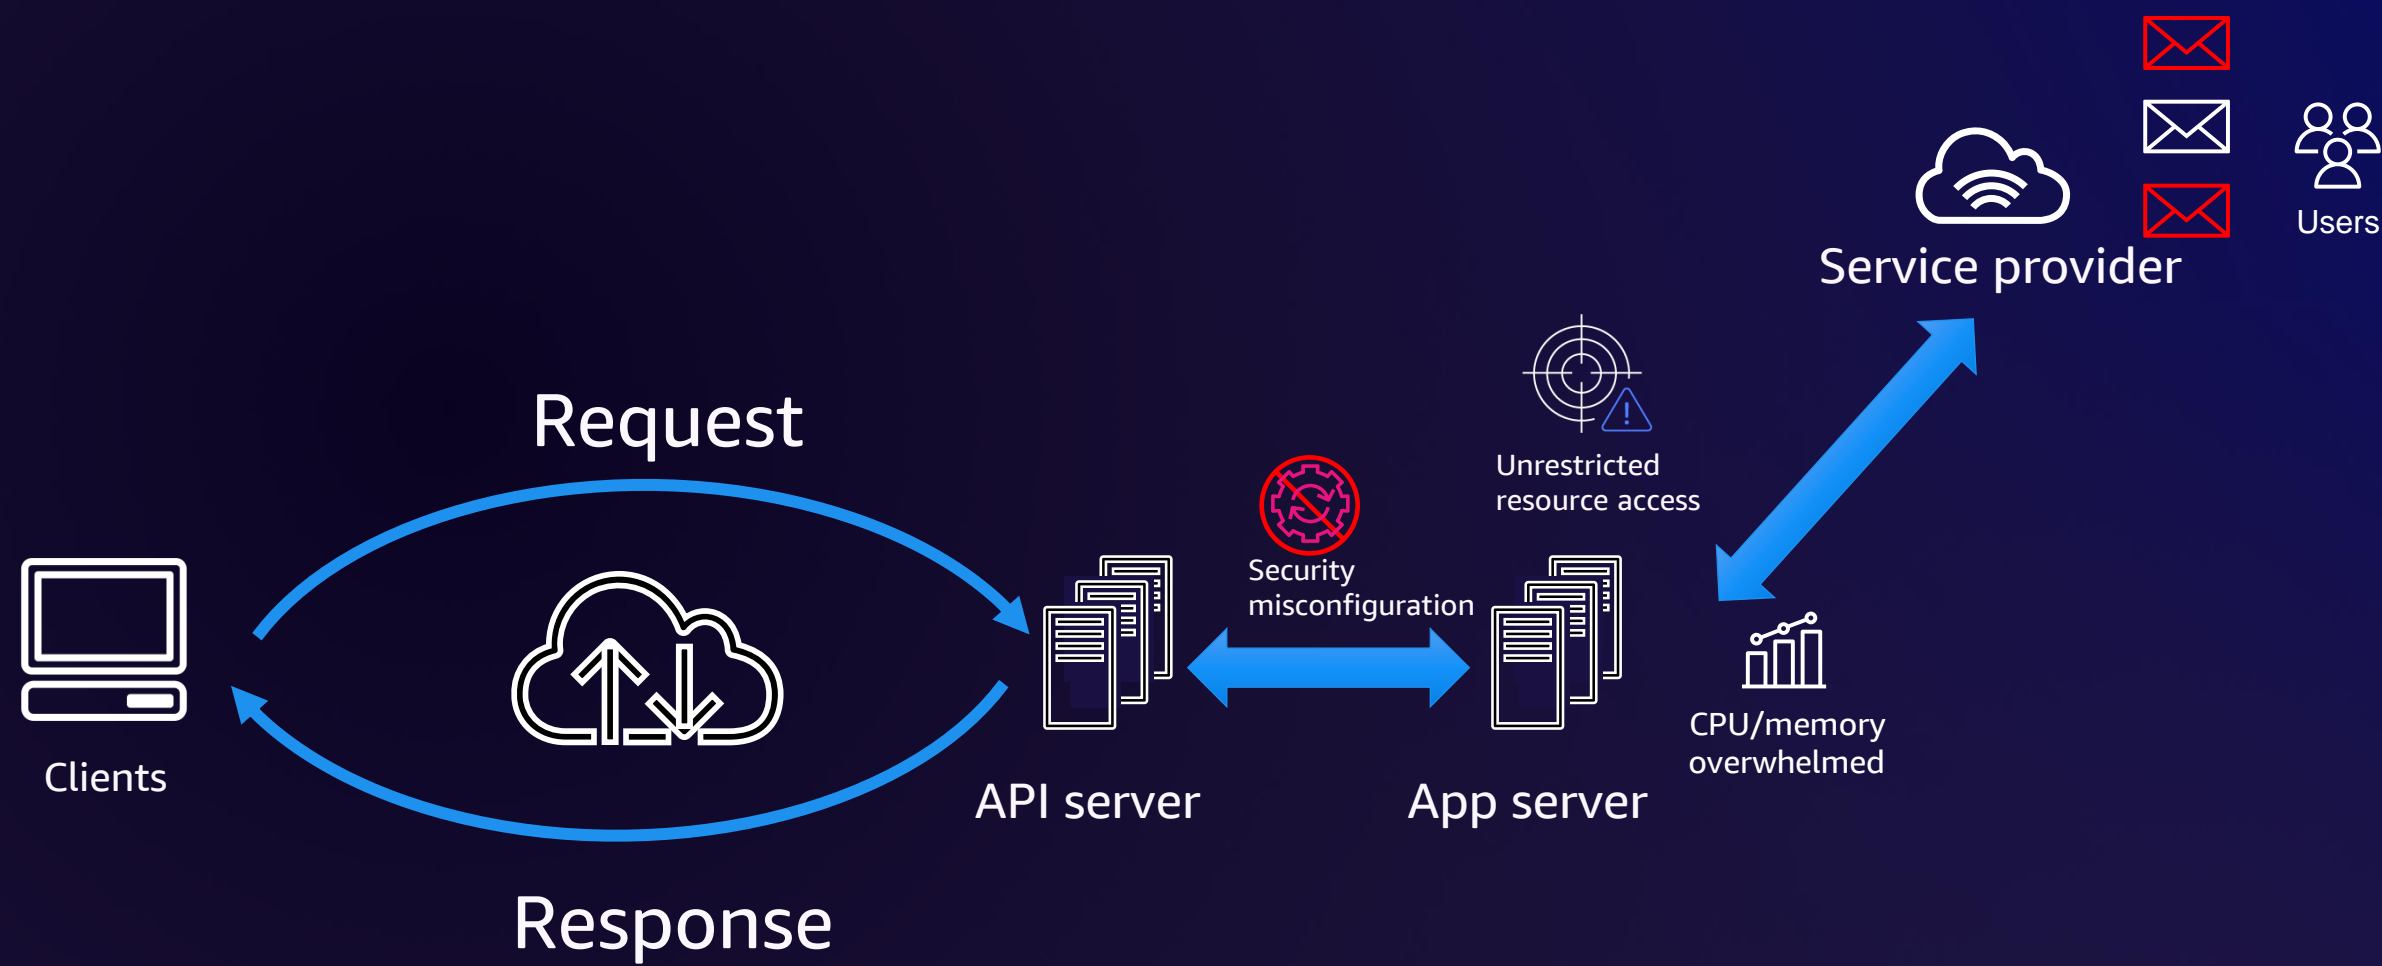 Users
Service provider
Request
Unrestricted
resource access
Security
misconfiguration
CPU/memory
overwhelmed
Clients
API server
App server
Response